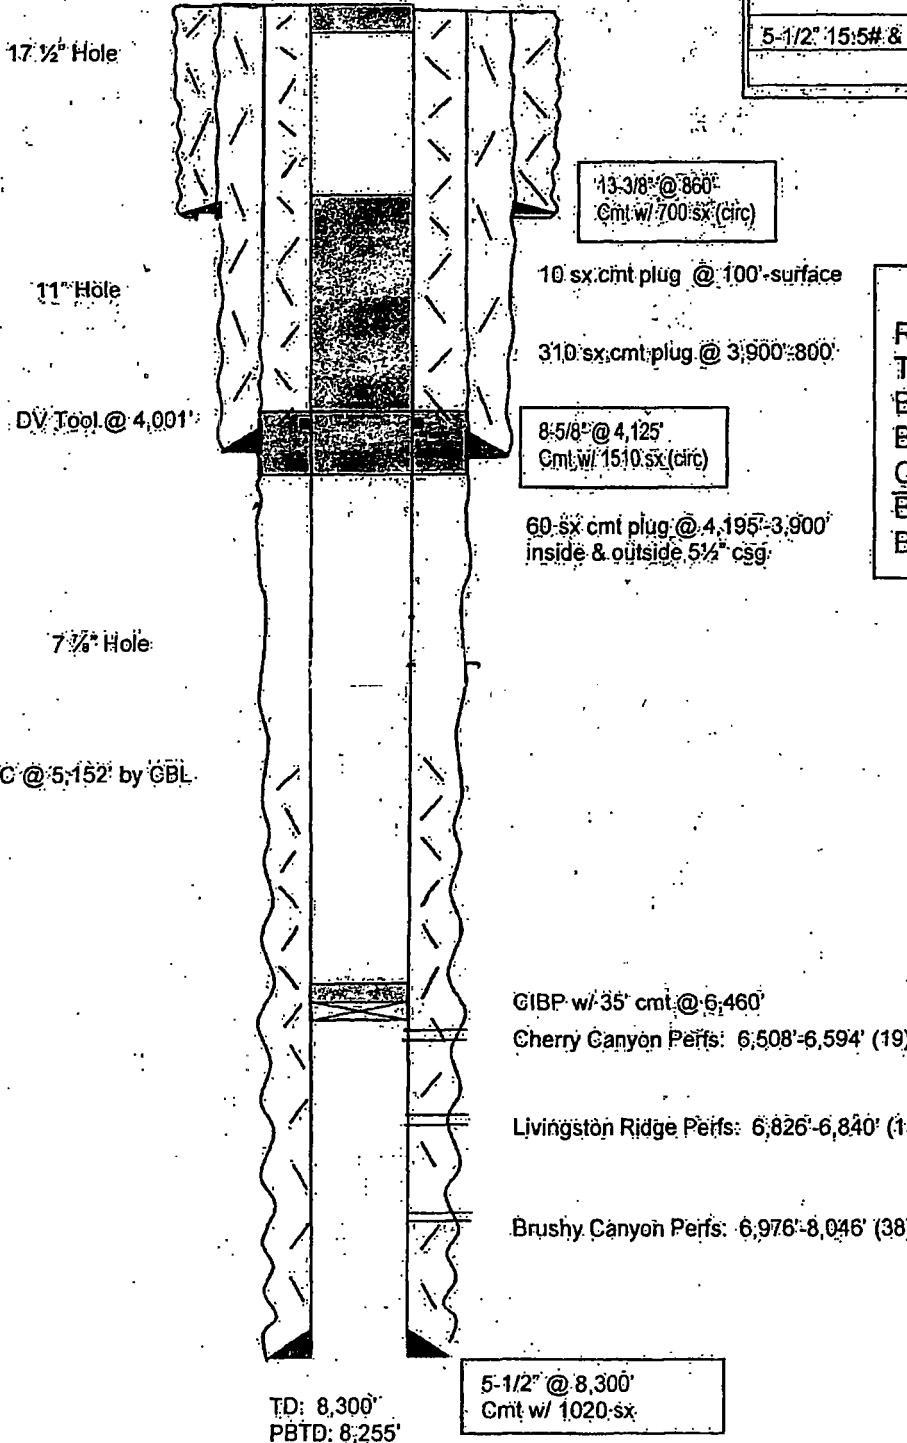 17 ½" Hole
5-1/2" 15.5# &
13-3/8" @ 860'
Cmt w/ 700 sx (circ)
10 sx cmt plug @ 100'-surface
11" Hole
310 sx cmt plug @ 3,900'-800'
DV Tool @ 4,001'
8-5/8" @ 4,125'
Cmt w/ 1510 sx (circ)
60 sx cmt plug @ 4,195'-3,900'
inside & outside 5½" csg
7 ⅞" Hole
C @ 5,152' by CBL
CIBP w/ 35' cmt @ 6,460'
Cherry Canyon Perfs: 6,508'-6,594' (19)
Livingston Ridge Perfs: 6,826'-6,840' (1
Brushy Canyon Perfs: 6,976'-8,046' (38)
5-1/2" @ 8,300'
Cmt w/ 1020 sx
TD: 8,300'
PBTD: 8,255'